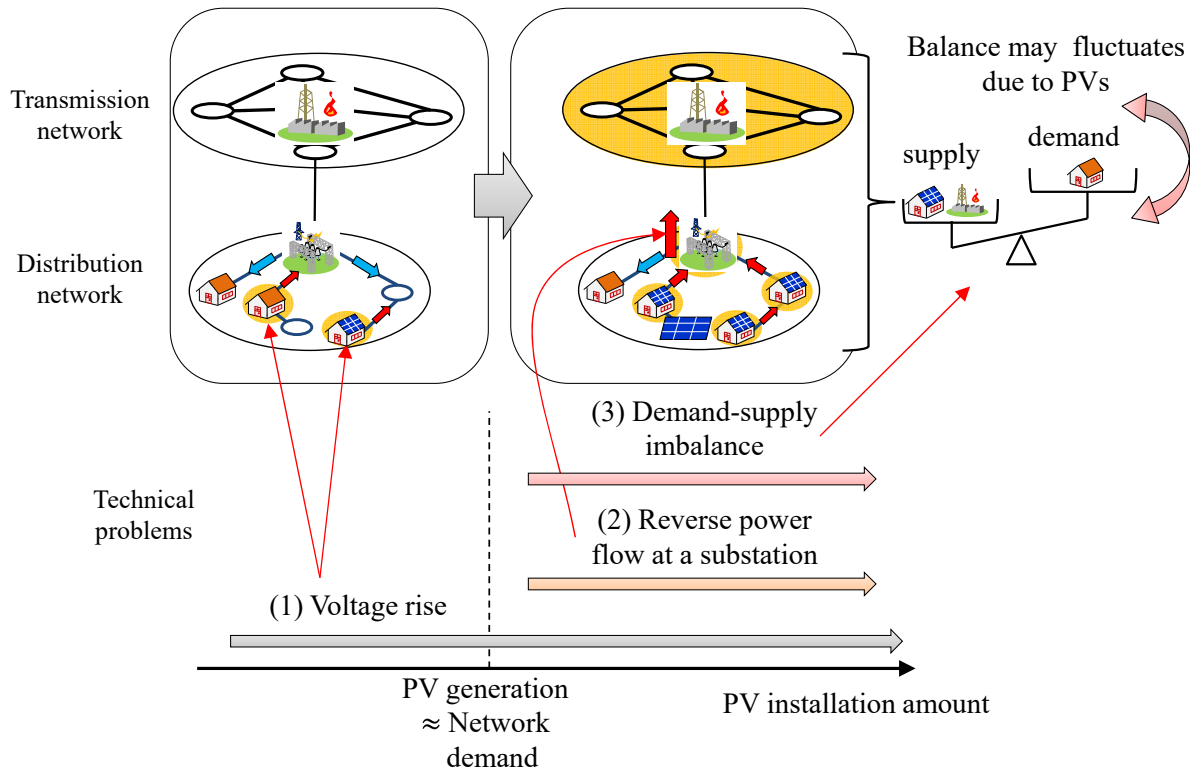 Transmission
network
Distribution
network
Balance may fluctuates
due to PVs
demand
supply
(3) Demand-supply
imbalance
Technical
problems
(2) Reverse power
flow at a substation
(1) Voltage rise
PV generation
≈ Network
demand
PV installation amount